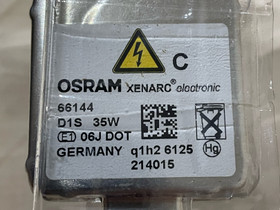 C
OSRAM XENARC® electronic
66144
D1S 35W
E1 06J DOT
GERMANY q1h2 6125
214015
Hg